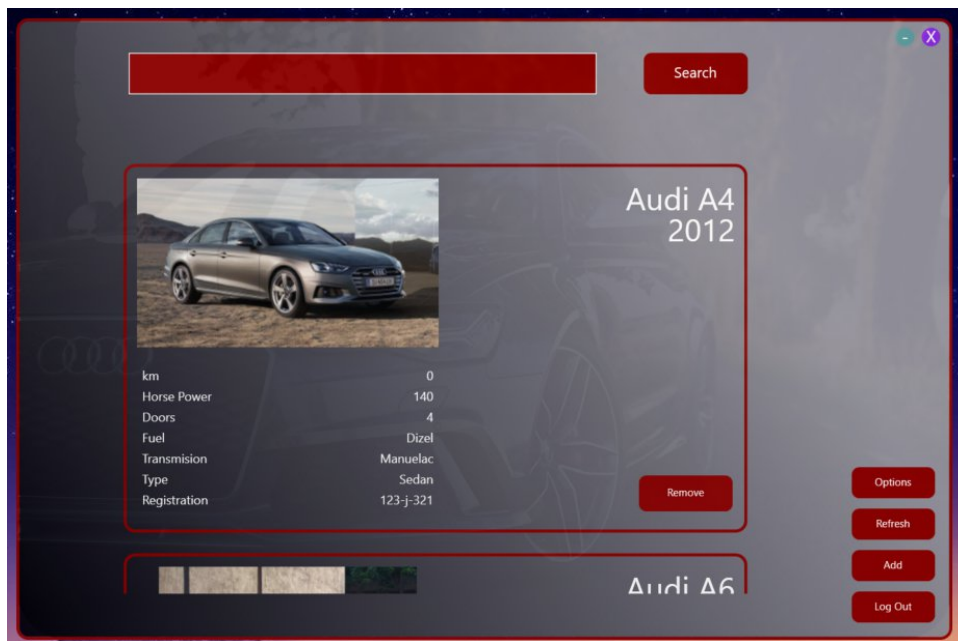 -
X
Search
Audi A4
2012
km 0
Horse Power 140
Doors 4
Fuel Dizel
Transmision Manuelac
Type Sedan
Registration 123-j-321
Remove
Options
Refresh
Add
Log Out
Audi A6